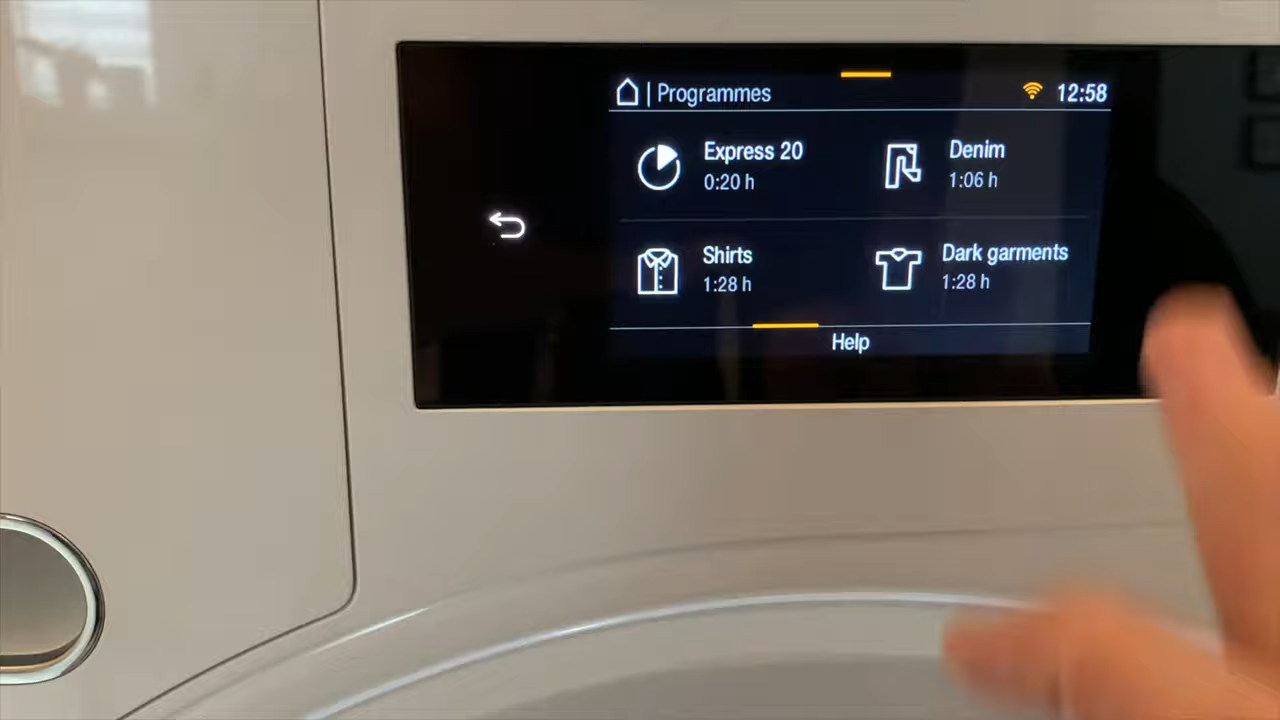 | Programmes
12:58
Express 20
0:20 h
Denim
1:06 h
Shirts
1:28 h
Dark garments
1:28 h
Help